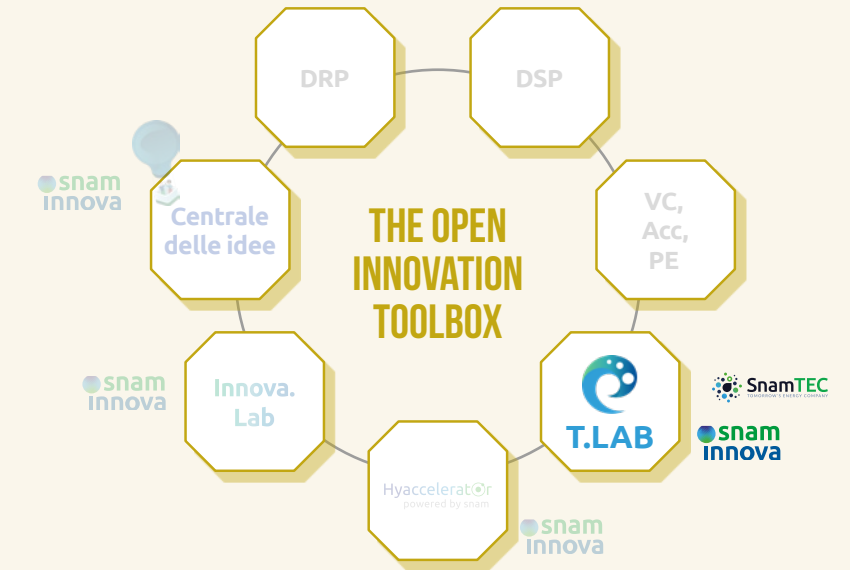 DRP
DSP
snam
innova
Centrale
delle idee
THE OPEN
INNOVATION
TOOLBOX
VC,
Acc,
PE
snam
innova
Innova.
Lab
T.LAB
SnamTEC
TOMORROW'S ENERGY COMPANY
snam
innova
Hyaccelerator
powered by snam
snam
innova